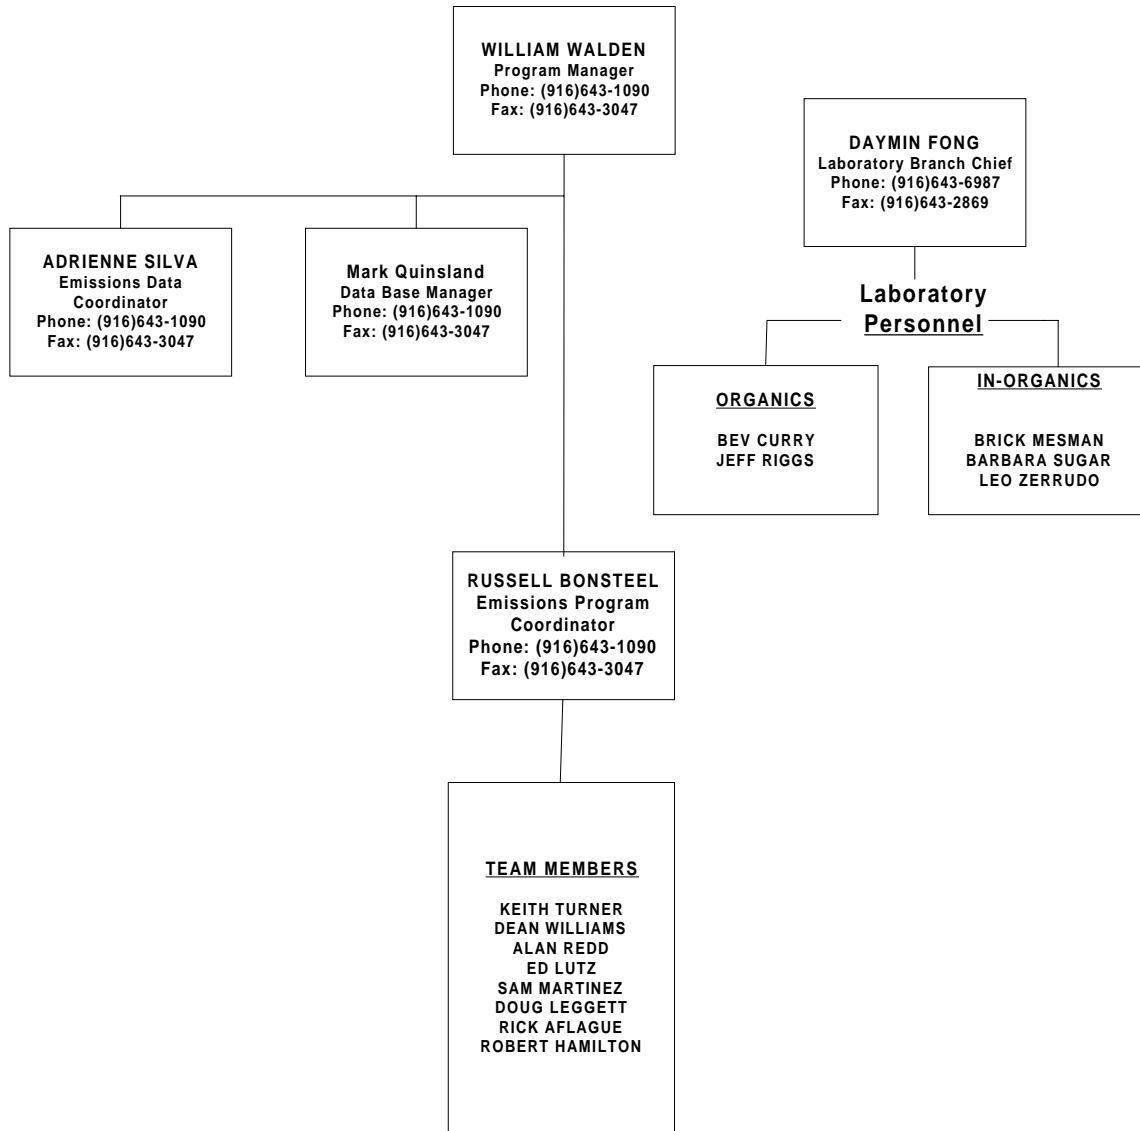 WILLIAM WALDEN
Program Manager
Phone: (916)643-1090
Fax: (916)643-3047
DAYMIN FONG
Laboratory Branch Chief
Phone: (916)643-6987
Fax: (916)643-2869
ADRIENNE SILVA
Emissions Data
Coordinator
Phone: (916)643-1090
Fax: (916)643-3047
Mark Quinsland
Data Base Manager
Phone: (916)643-1090
Fax: (916)643-3047
Laboratory
Personnel
ORGANICS
BEV CURRY
JEFF RIGGS
IN-ORGANICS
BRICK MESMAN
BARBARA SUGAR
LEO ZERRUDO
RUSSELL BONSTEEL
Emissions Program
Coordinator
Phone: (916)643-1090
Fax: (916)643-3047
TEAM MEMBERS
KEITH TURNER
DEAN WILLIAMS
ALAN REDD
ED LUTZ
SAM MARTINEZ
DOUG LEGGETT
RICK AFLAGUE
ROBERT HAMILTON